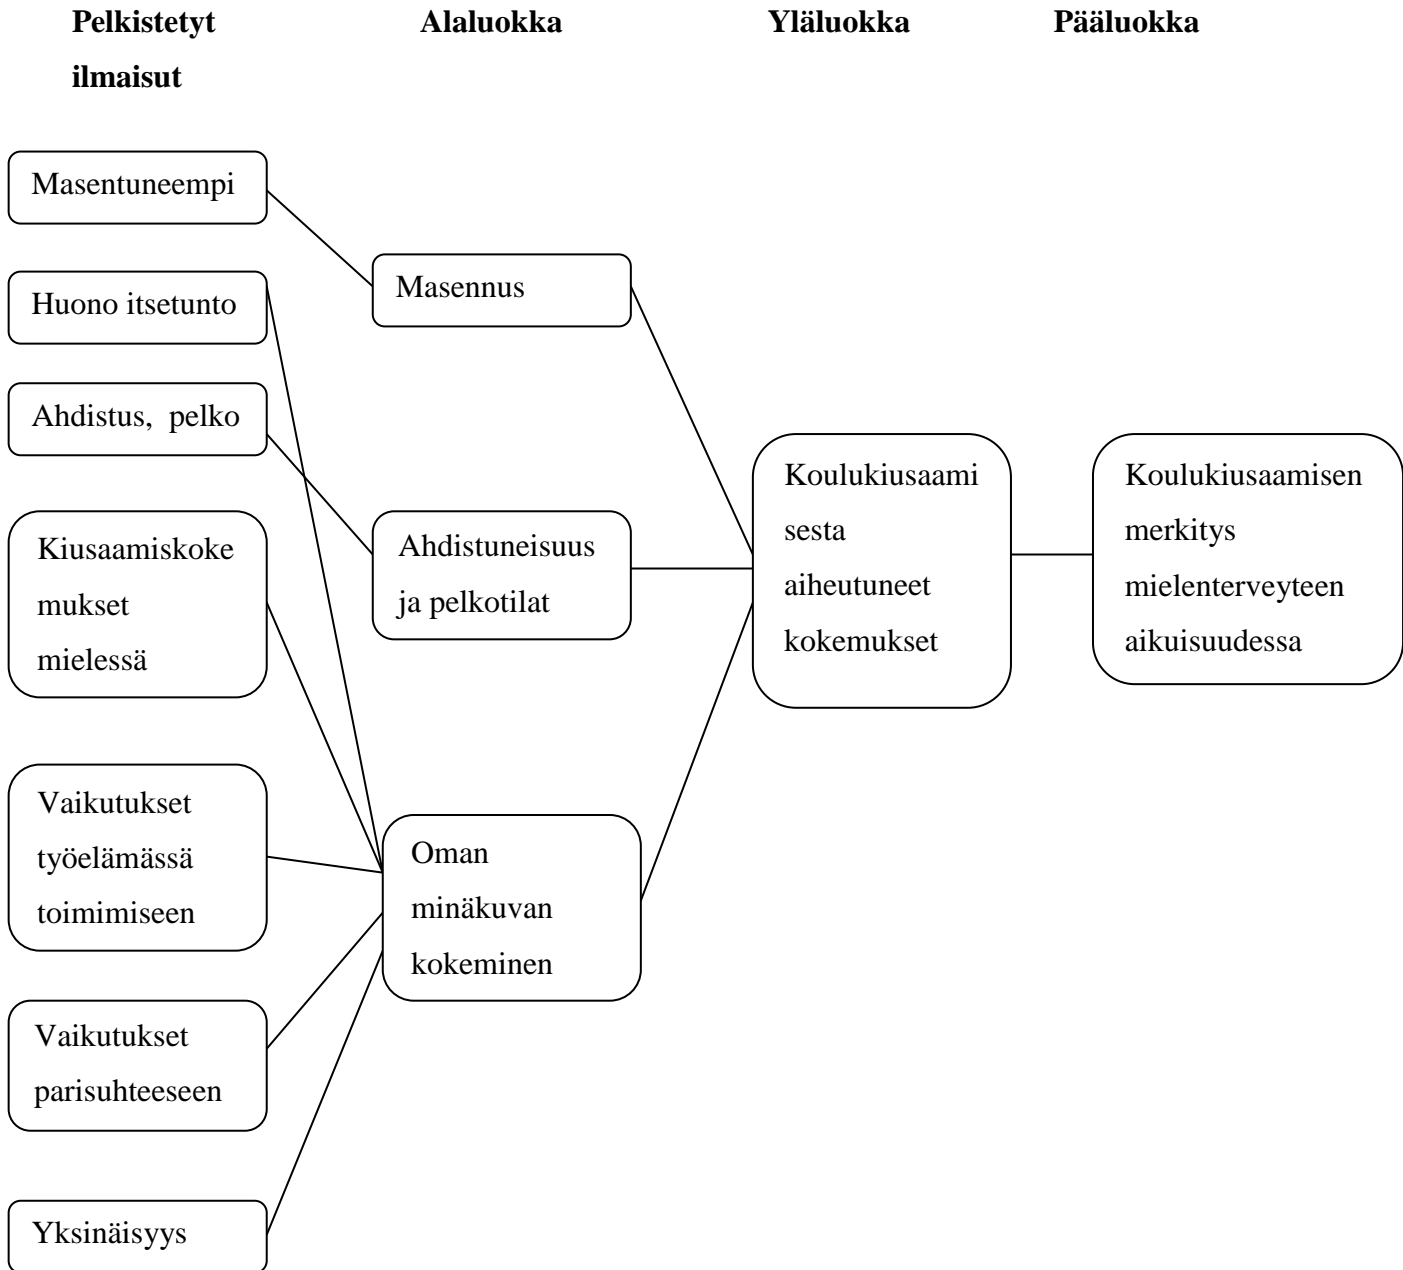 Pelkistetyt
ilmaisut
Alaluokka
Yläluokka
Pääluokka
Masentuneempi
Huono itsetunto
Ahdistus, pelko
Kiusaamiskoke
mukset
mielessä
Vaikutukset
työelämässä
toimimiseen
Vaikutukset
parisuhteeseen
Yksinäisyys
Masennus
Ahdistuneisuus
ja pelkotilat
Oman
minäkuvan
kokeminen
Koulukiusaami
sesta
aiheutuneet
kokemukset
Koulukiusaamisen
merkitys
mielenterveyteen
aikuisuudessa